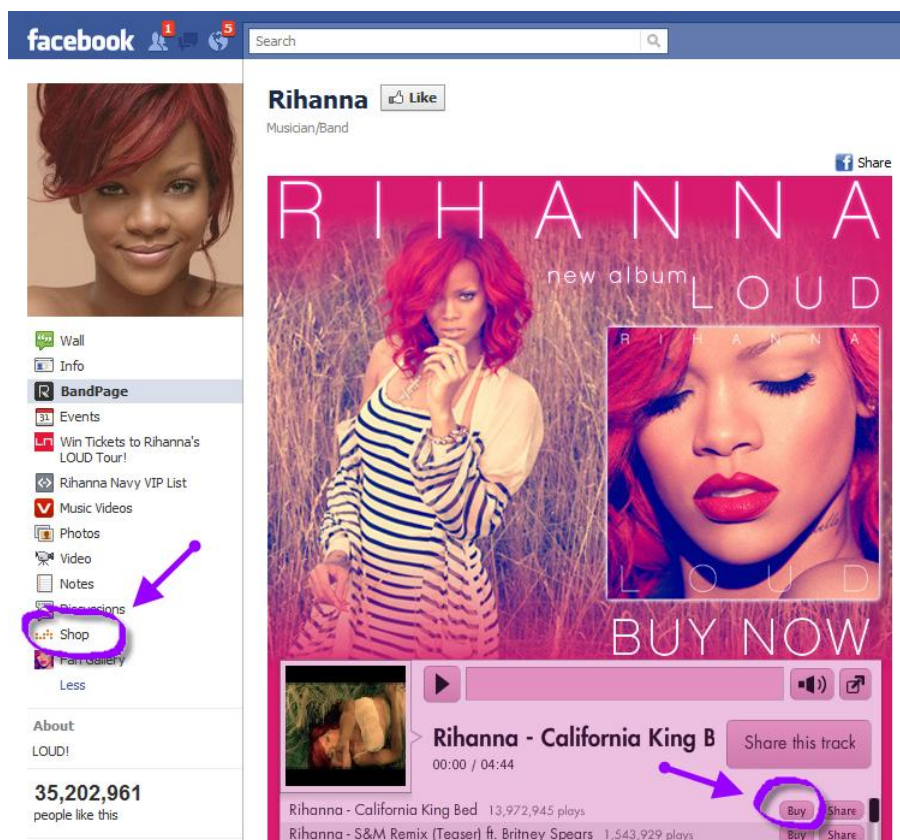 facebook
1
5
Search
Rihanna
Like
Musician/Band
Share
RIHANNA
new album
LOUD
RIHANNA
LOUD
BUY NOW
Wall
Info
BandPage
31
Events
Win Tickets to Rihanna's
LOUD Tour!
Rihanna Navy VIP List
Music Videos
Photos
Video
Notes
Discussions
Shop
Fan Gallery
Less
About
LOUD!
35,202,961
people like this
Rihanna - California King B
00:00 / 04:44
Share this track
Rihanna - California King Bed 13,972,945 plays Buy Share
Rihanna - S&M Remix (Teaser) ft. Britney Spears 1,543,929 plays Buy Share